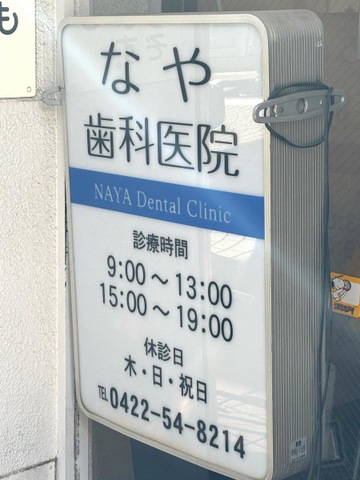 も
なや
歯科医院
NAYA Dental Clinic
診療時間
9:00～13:00
15:00～19:00
休診日
木・日・祝日
TEL 0422-54-8214